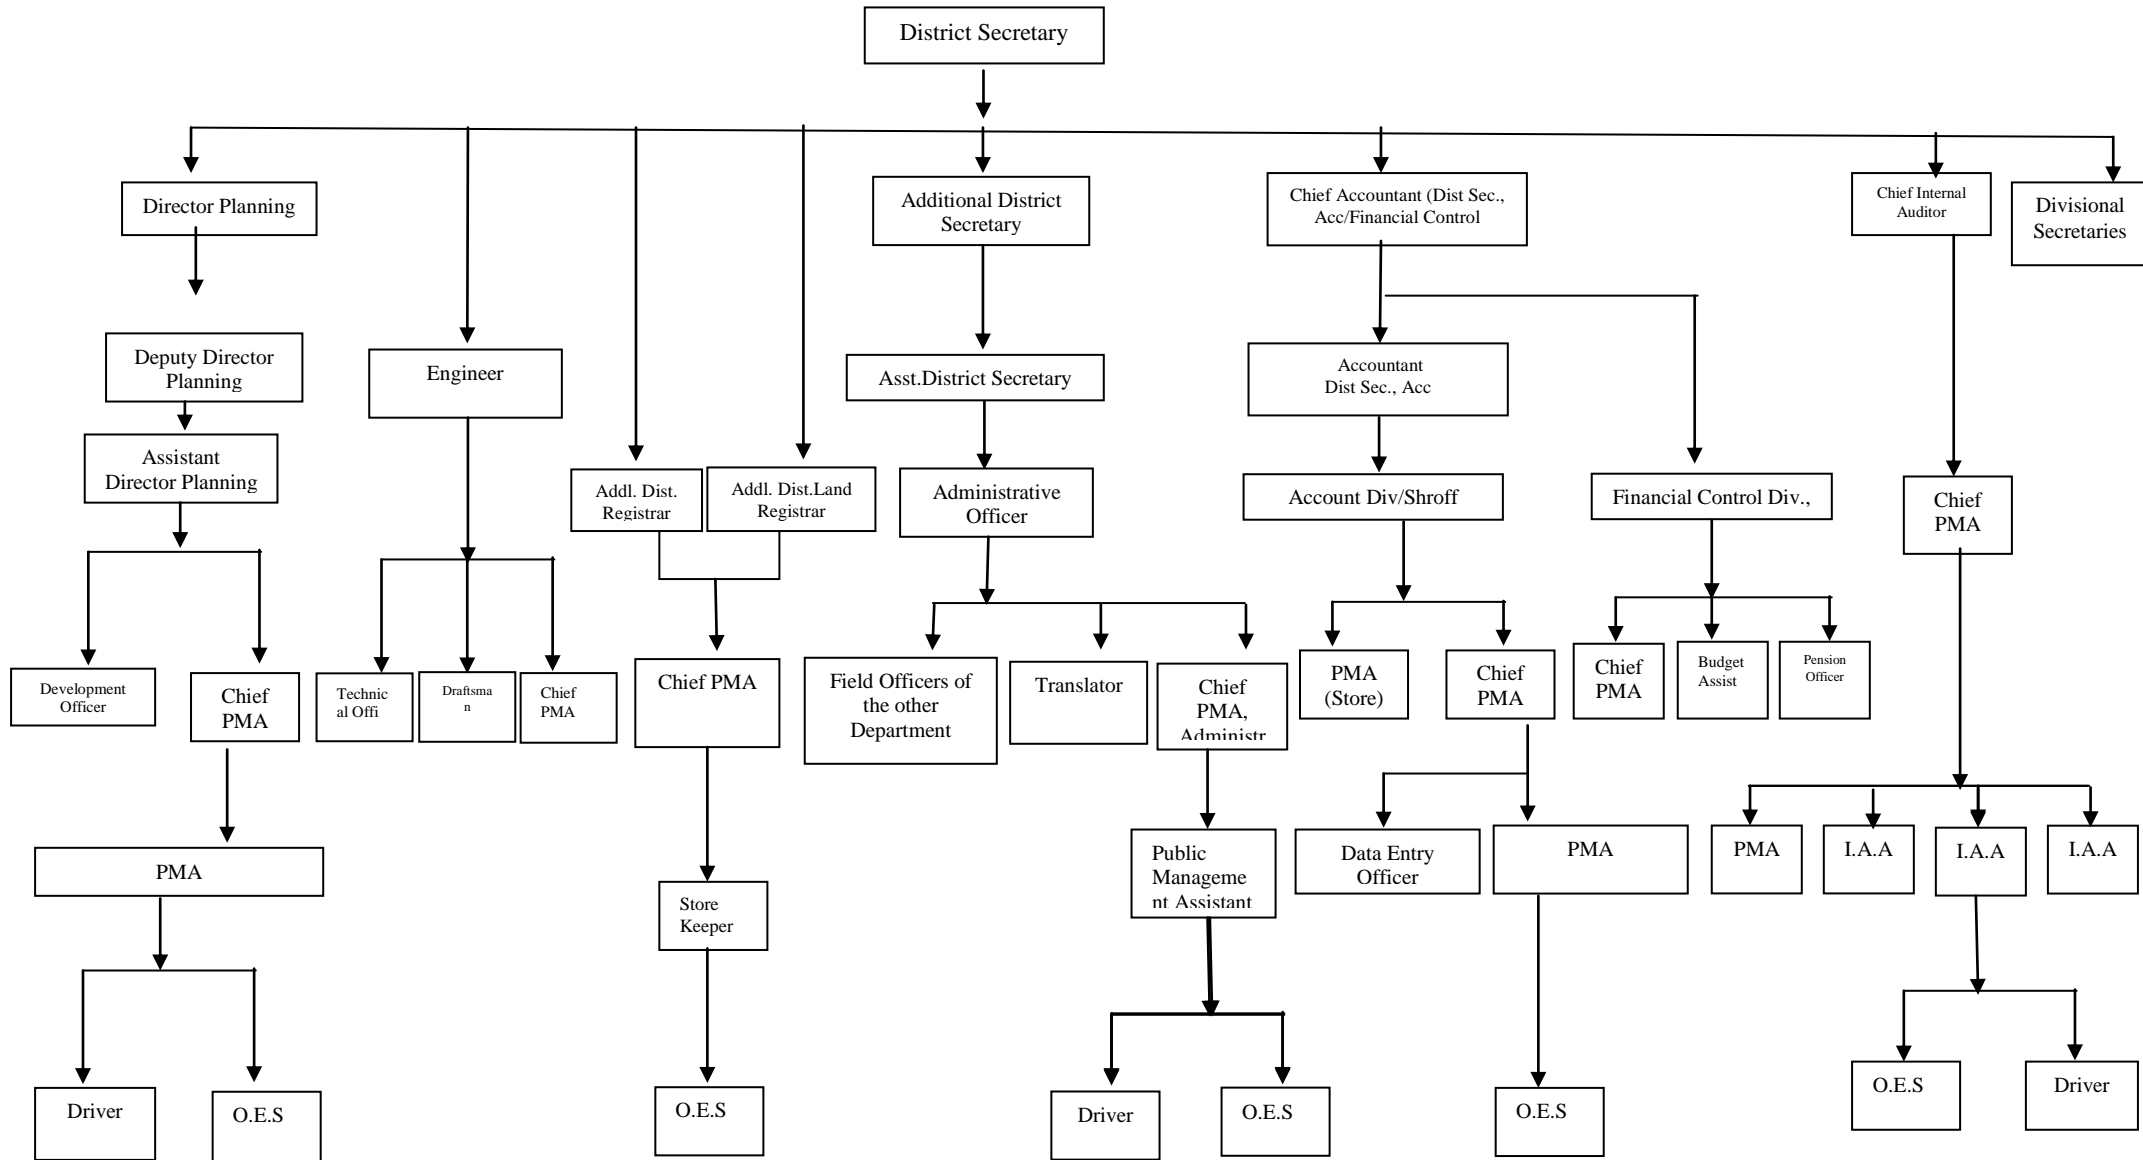 District Secretary
Director Planning
Additional District
Secretary
Chief Accountant (Dist Sec.,
Acc/Financial Control
Chief Internal
Auditor
Divisional
Secretaries
Deputy Director
Planning
Engineer
Asst.District Secretary
Accountant
Dist Sec., Acc
Assistant
Director Planning
Addl. Dist.
Registrar
Addl. Dist.Land
Registrar
Administrative
Officer
Account Div/Shroff
Financial Control Div.,
Chief
PMA
Development
Officer
Chief
PMA
Technic
al Offi
Draftsma
n
Chief
PMA
Chief PMA
Field Officers of
the other
Department
Translator
Chief
PMA,
Administr
PMA
(Store)
Chief
PMA
Chief
PMA
Budget
Assist
Pension
Officer
PMA
Store
Keeper
Public
Manageme
nt Assistant
Data Entry
Officer
PMA
PMA
I.A.A
I.A.A
I.A.A
Driver
O.E.S
O.E.S
Driver
O.E.S
O.E.S
O.E.S
Driver